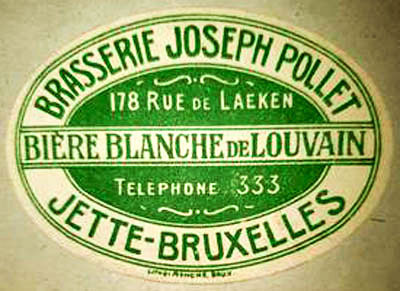 BRASSERIE JOSEPH POLLET
178 RUE DE LAEKEN
BIÈRE BLANCHE DE LOUVAIN
TELEPHONE 333
JETTE-BRUXELLES